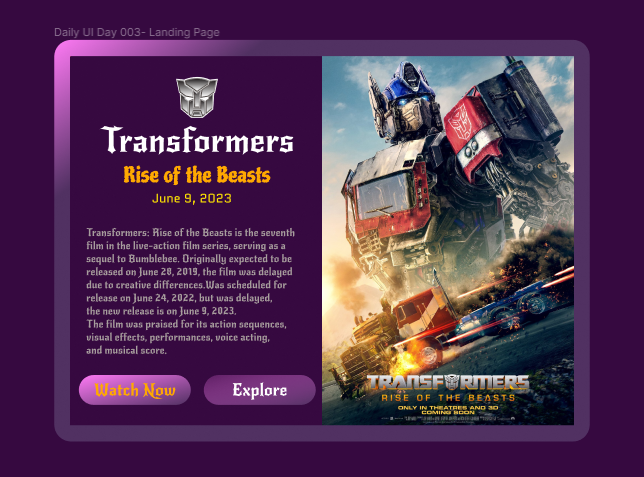 Daily UI Day 003- Landing Page
Transformers
Rise of the Beasts
June 9, 2023
Transformers: Rise of the Beasts is the seventh
film in the live-action film series, serving as a
sequel to Bumblebee. Originally expected to be
released on June 28, 2019, the film was delayed
due to creative differences.Was scheduled for
release on June 24, 2022, but was delayed,
the new release is on June 9, 2023.
The film was praised for its action sequences,
visual effects, performances, voice acting,
and musical score.
Watch Now
Explore
TRANSFORMERS
RISE OF THE BEASTS
ONLY IN THEATRES AND 3D
COMING SOON